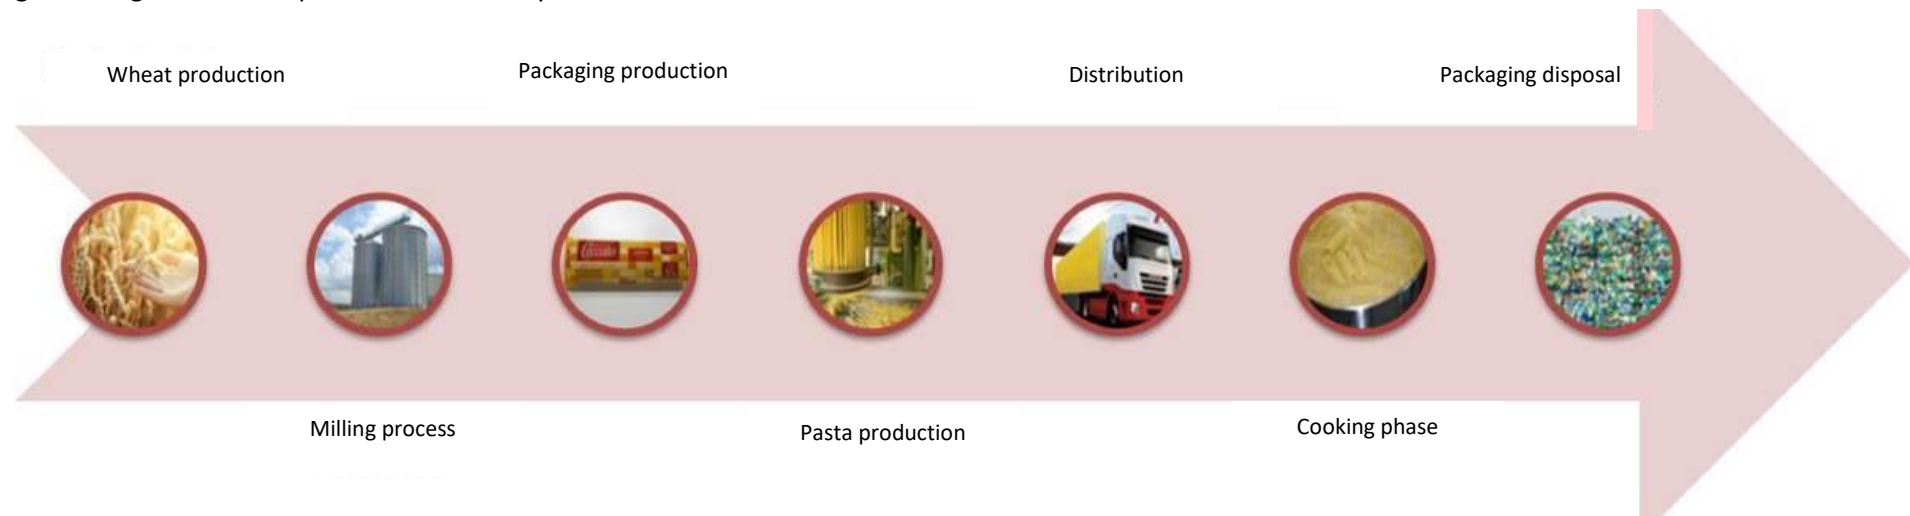 Wheat production
Packaging production
Distribution
Packaging disposal
Milling process
Pasta production
Cooking phase